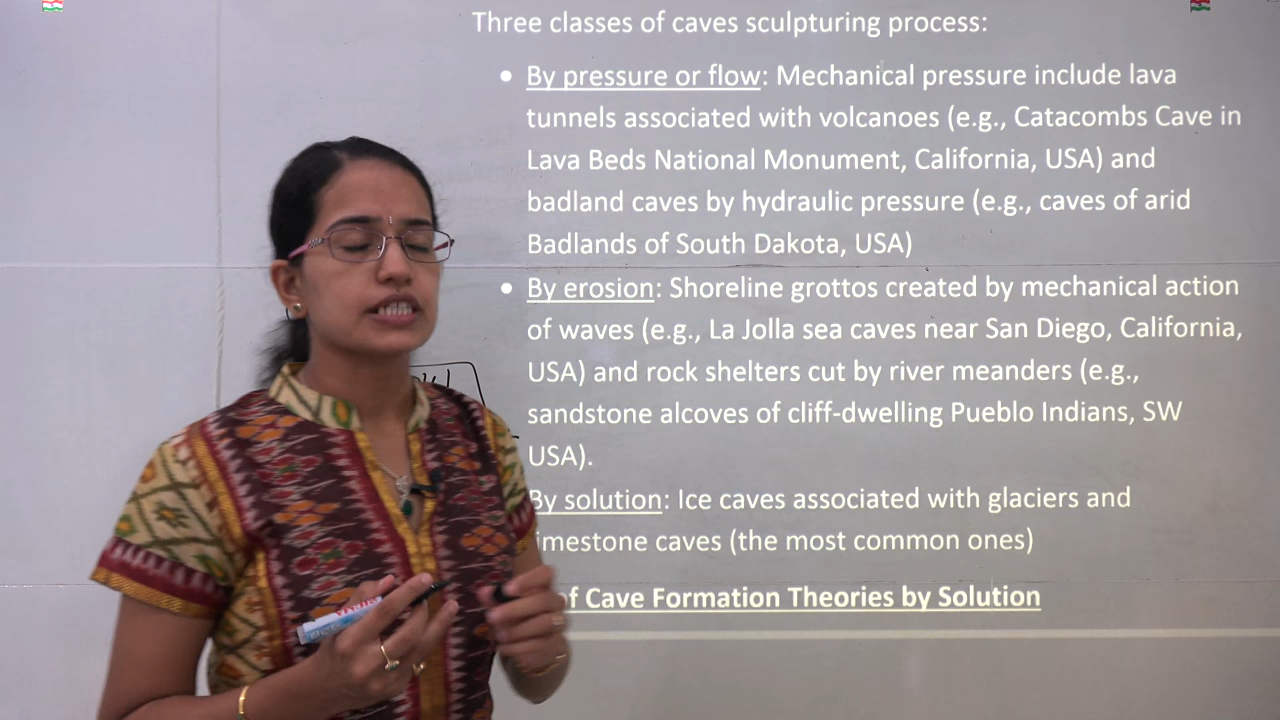 Three classes of caves sculpturing process:
• By pressure or flow: Mechanical pressure include lava
tunnels associated with volcanoes (e.g., Catacombs Cave in
Lava Beds National Monument, California, USA) and
badland caves by hydraulic pressure (e.g., caves of arid
Badlands of South Dakota, USA)
• By erosion: Shoreline grottos created by mechanical action
of waves (e.g., La Jolla sea caves near San Diego, California,
USA) and rock shelters cut by river meanders (e.g.,
sandstone alcoves of cliff-dwelling Pueblo Indians, SW
USA).
By solution: Ice caves associated with glaciers and
imestone caves (the most common ones)
of Cave Formation Theories by Solution